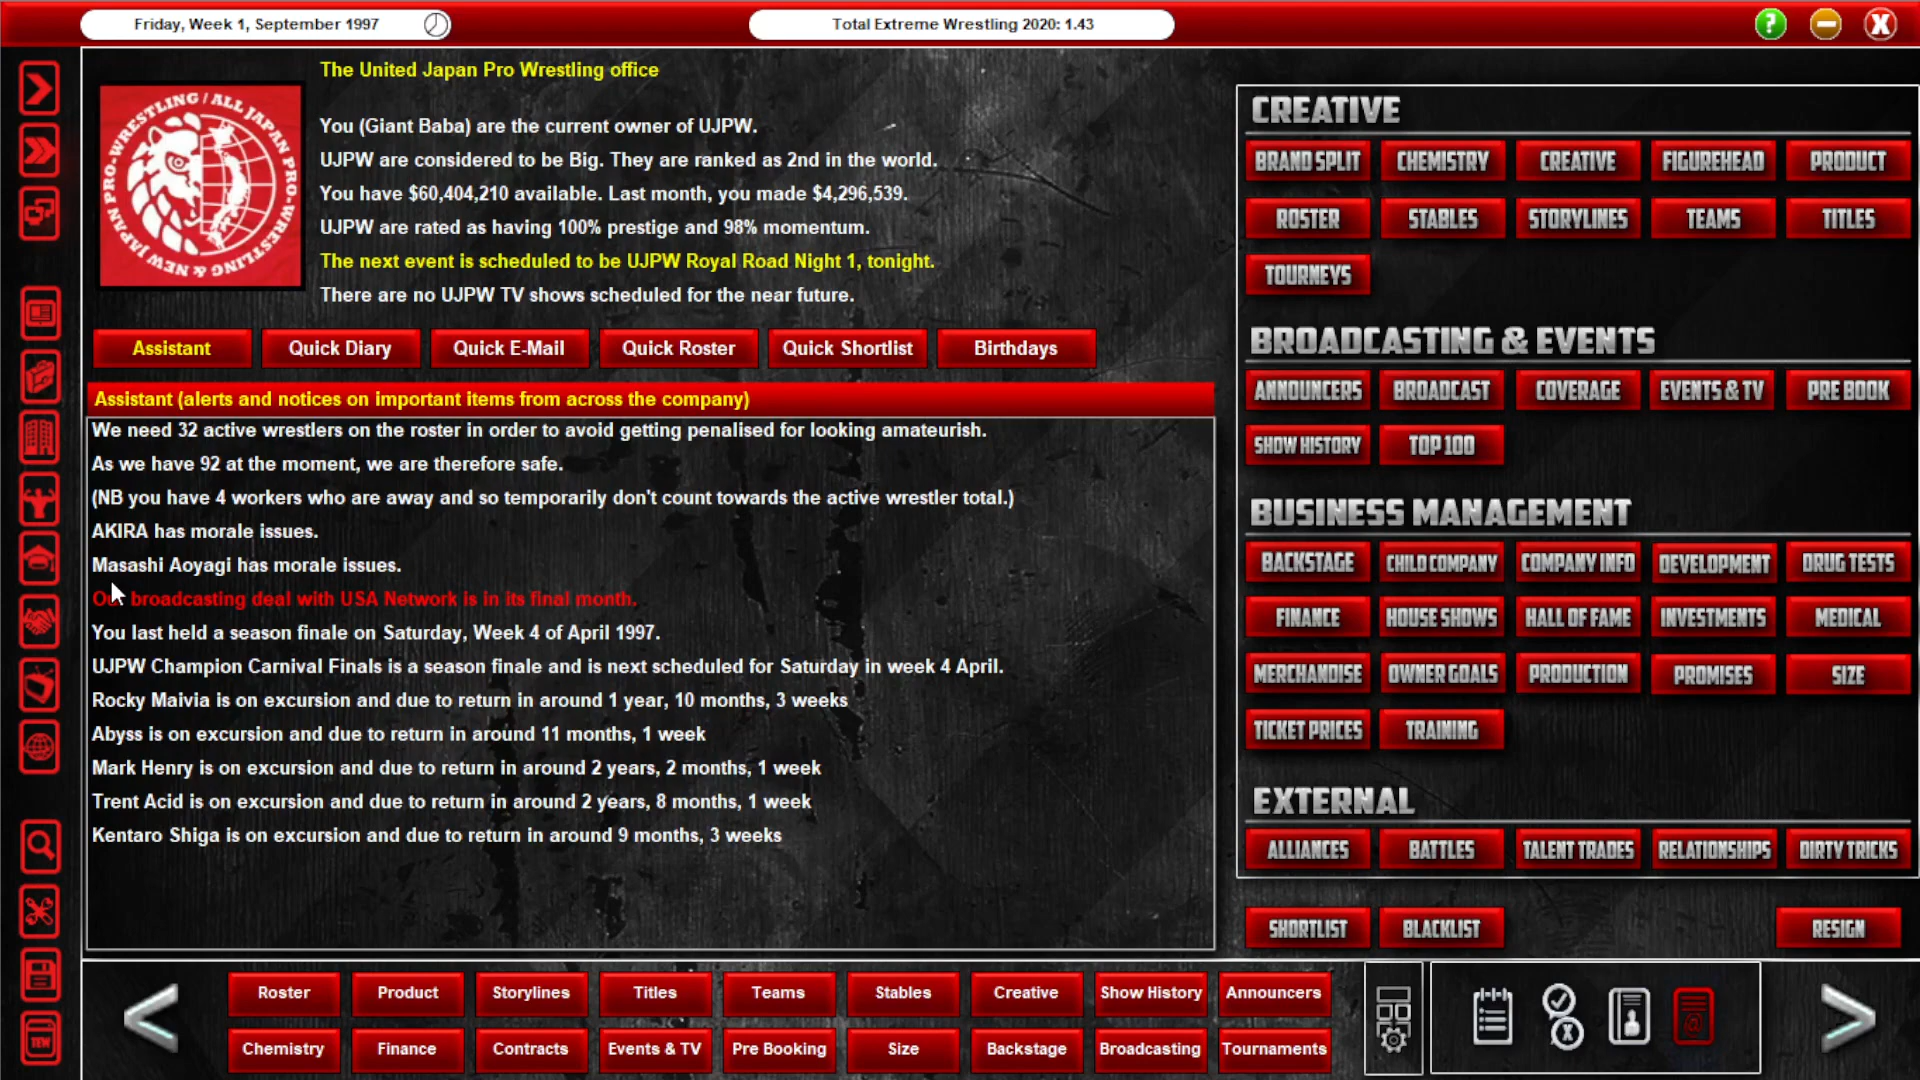 Friday, Week 1, September 1997
Total Extreme Wrestling 2020: 1.43
The United Japan Pro Wrestling office
ALL JAPAN PRO-WRESTLING & NEW JAPAN PRO-WRESTLING /
You (Giant Baba) are the current owner of UJPW.
UJPW are considered to be Big. They are ranked as 2nd in the world.
You have $60,404,210 available. Last month, you made $4,296,539.
UJPW are rated as having 100% prestige and 98% momentum.
The next event is scheduled to be UJPW Royal Road Night 1, tonight.
There are no UJPW TV shows scheduled for the near future.
Assistant Quick Diary Quick E-Mail Quick Roster Quick Shortlist Birthdays
Assistant (alerts and notices on important items from across the company)
We need 32 active wrestlers on the roster in order to avoid getting penalised for looking amateurish.
As we have 92 at the moment, we are therefore safe.
(NB you have 4 workers who are away and so temporarily don't count towards the active wrestler total.)
AKIRA has morale issues.
Masashi Aoyagi has morale issues.
Our broadcasting deal with USA Network is in its final month.
You last held a season finale on Saturday, Week 4 of April 1997.
UJPW Champion Carnival Finals is a season finale and is next scheduled for Saturday in week 4 April.
Rocky Maivia is on excursion and due to return in around 1 year, 10 months, 3 weeks
Abyss is on excursion and due to return in around 11 months, 1 week
Mark Henry is on excursion and due to return in around 2 years, 2 months, 1 week
Trent Acid is on excursion and due to return in around 2 years, 8 months, 1 week
Kentaro Shiga is on excursion and due to return in around 9 months, 3 weeks
CREATIVE
BRAND SPLIT CHEMISTRY CREATIVE FIGUREHEAD PRODUCT
ROSTER STABLES STORYLINES TEAMS TITLES
TOURNEYS
BROADCASTING & EVENTS
ANNOUNCERS BROADCAST COVERAGE EVENTS & TV PRE BOOK
SHOW HISTORY TOP 100
BUSINESS MANAGEMENT
BACKSTAGE CHILD COMPANY COMPANY INFO DEVELOPMENT DRUG TESTS
FINANCE HOUSE SHOWS HALL OF FAME INVESTMENTS MEDICAL
MERCHANDISE OWNER GOALS PRODUCTION PROMISES SIZE
TICKET PRICES TRAINING
EXTERNAL
ALLIANCES BATTLES TALENT TRADES RELATIONSHIPS DIRTY TRICKS
SHORTLIST BLACKLIST RESIGN
Roster Product Storylines Titles Teams Stables Creative Show History Announcers
Chemistry Finance Contracts Events & TV Pre Booking Size Backstage Broadcasting Tournaments
TEW